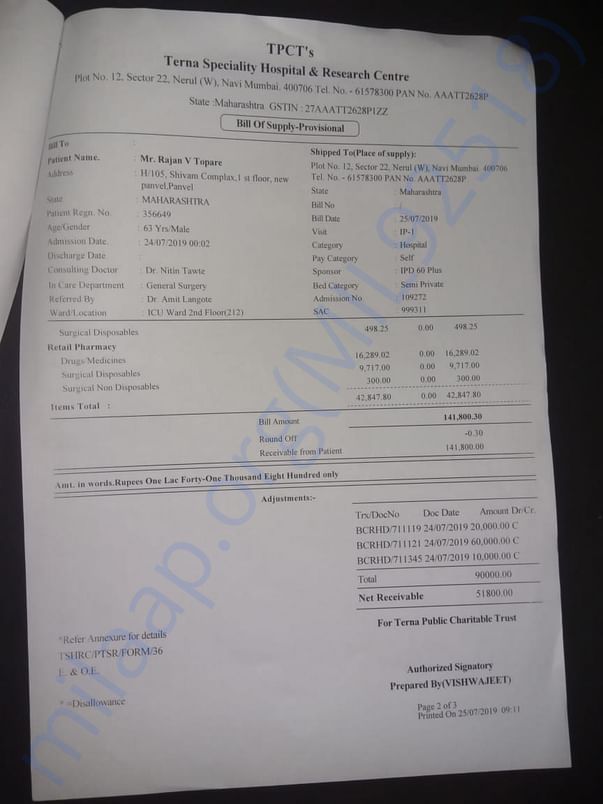 TPCT's
Terna Speciality Hospital & Research Centre
Plot No. 12, Sector 22, Nerul (W), Navi Mumbai. 400706 Tel. No. - 61578300 PAN No. AAATT2628P
State :Maharashtra GSTIN : 27AAATT2628P1ZZ
Bill Of Supply-Provisional
Bill To :
Patient Name. : Mr. Rajan V Topare
Address : H/105, Shivam Complax,1 st floor, new
panvel,Panvel
State : MAHARASHTRA
Patient Regn. No. : 356649
Age/Gender : 63 Yrs/Male
Admission Date. : 24/07/2019 00:02
Discharge Date. :
Consulting Doctor : Dr. Nitin Tawte
In Care Department : General Surgery
Referred By : Dr. Amit Langote
Ward/Location : ICU Ward 2nd Floor(212)
Shipped To(Place of supply):
Plot No. 12, Sector 22, Nerul (W), Navi Mumbai. 400706
Tel. No. - 61578300 PAN No. AAATT2628P
State : Maharashtra
Bill No :
Bill Date : 25/07/2019
Visit : IP-1
Category : Hospital
Pay Category : Self
Sponsor : IPD 60 Plus
Bed Category : Semi Private
Admission No : 109272
SAC : 999311
Surgical Disposables 498.25 0.00 498.25
Retail Pharmacy
Drugs/Medicines 16,289.02 0.00 16,289.02
Surgical Disposables 9,717.00 0.00 9,717.00
Surgical Non Disposables 300.00 0.00 300.00
Items Total : 42,847.80 0.00 42,847.80
Bill Amount 141,800.30
Round Off -0.30
Receivable from Patient 141,800.00
Amt. in words.Rupees One Lac Forty-One Thousand Eight Hundred only
Adjustments:-
Trx/DocNo Doc Date Amount Dr/Cr.
BCRHD/711119 24/07/2019 20,000.00 C
BCRHD/711121 24/07/2019 60,000.00 C
BCRHD/711345 24/07/2019 10,000.00 C
Total 90000.00
Net Receivable 51800.00
For Terna Public Charitable Trust
*Refer Annexure for details
TSHRC/PTSR/FORM/36
E. & O.E.
* =Disallowance
Authorized Signatory
Prepared By(VISHWAJEET)
Page 2 of 3
Printed On 25/07/2019 09:11